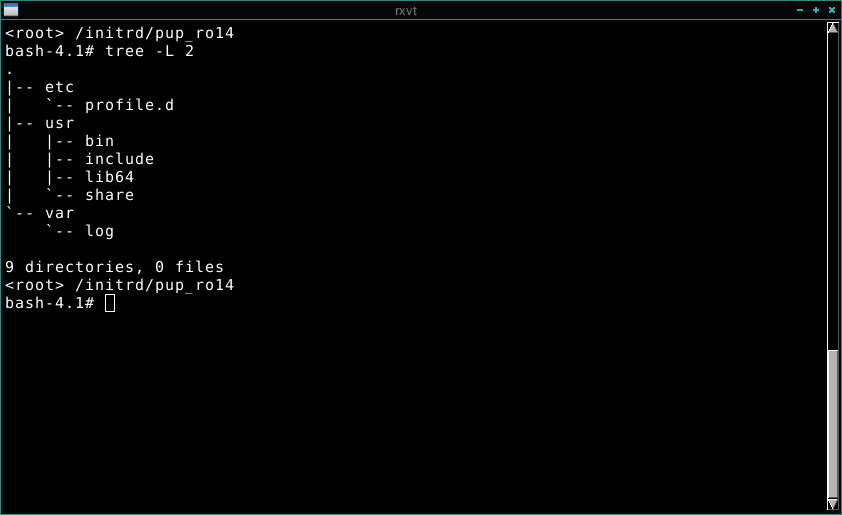 rxvt
<root> /initrd/pup_ro14
bash-4.1# tree -L 2
.
|-- etc
|   `-- profile.d
|-- usr
|   |-- bin
|   |-- include
|   |-- lib64
|   `-- share
`-- var
    `-- log

9 directories, 0 files
<root> /initrd/pup_ro14
bash-4.1#